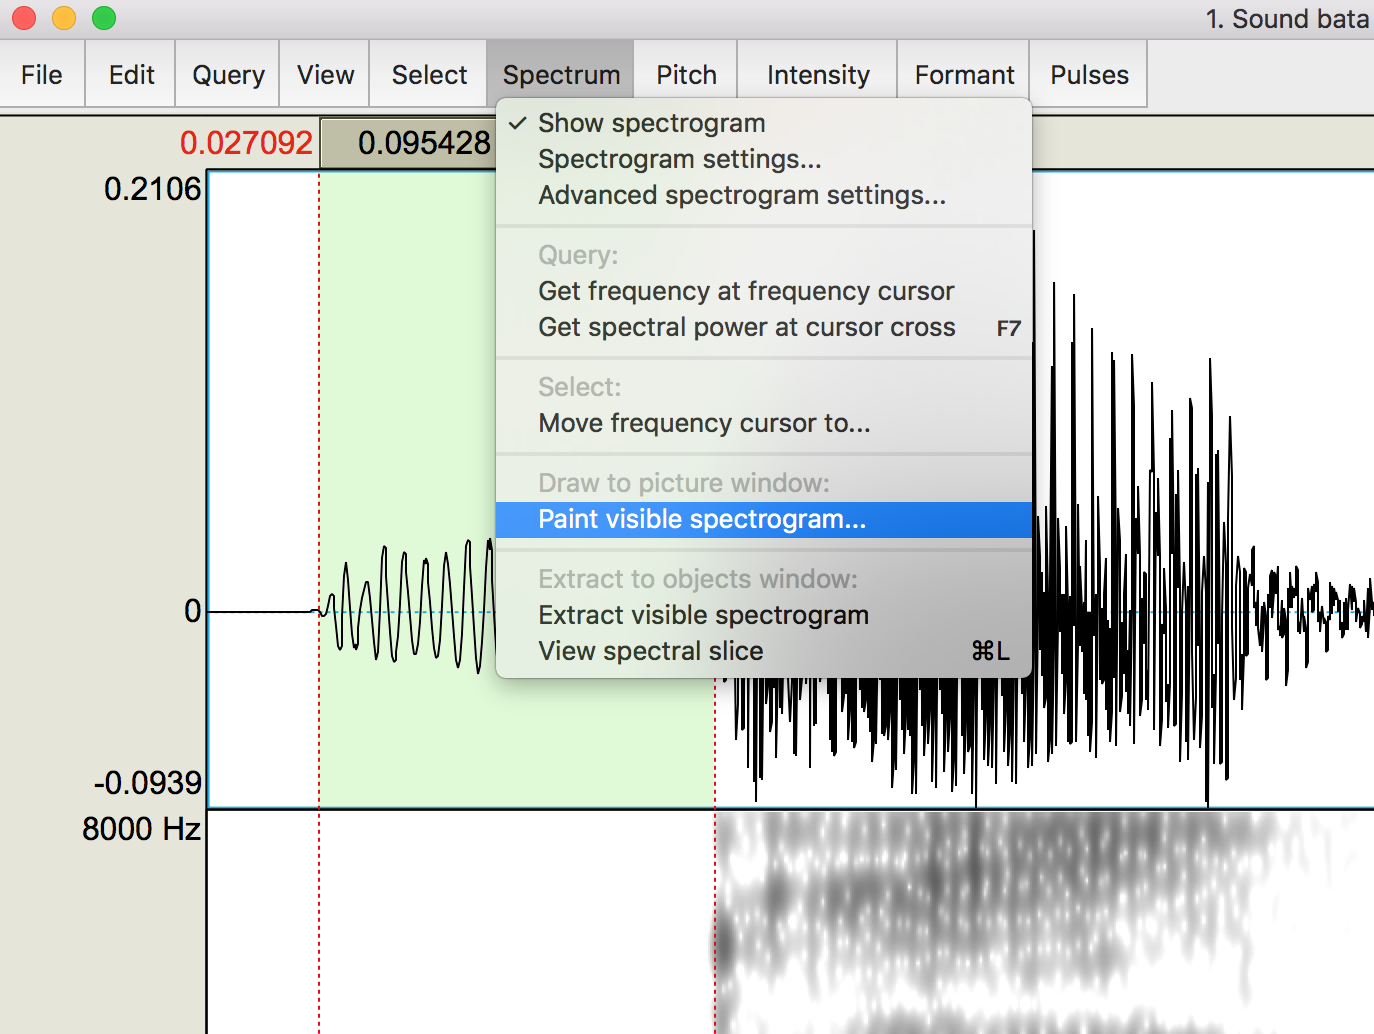 1. Sound bata
File Edit Query View Select Spectrum Pitch Intensity Formant Pulses
0.027092 0.095428
0.2106
✓ Show spectrogram
Spectrogram settings...
Advanced spectrogram settings...
Query:
Get frequency at frequency cursor
Get spectral power at cursor cross F7
Select:
Move frequency cursor to...
Draw to picture window:
Paint visible spectrogram...
Extract to objects window:
0
Extract visible spectrogram
View spectral slice ⌘L
-0.0939
8000 Hz